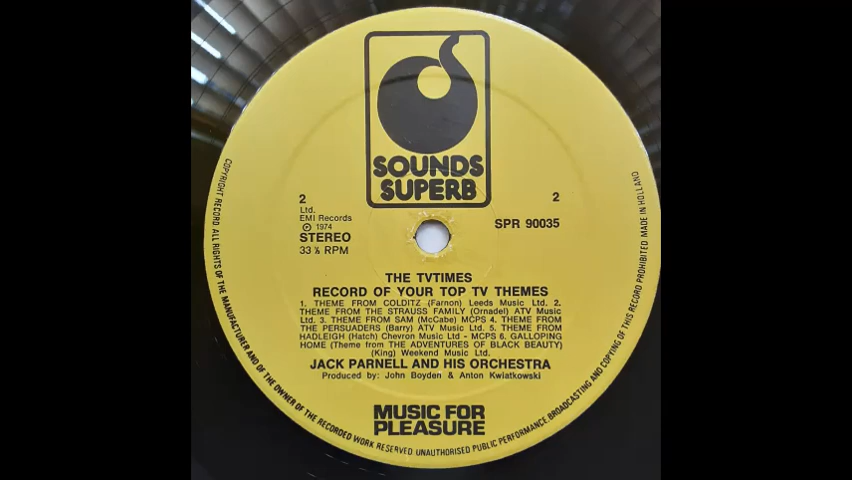 SOUNDS
SUPERB
2
Ltd.
EMI Records
Ⓟ 1974
STEREO
33 ⅓ RPM
2
SPR 90035
THE TVTIMES
RECORD OF YOUR TOP TV THEMES
1. THEME FROM COLDITZ (Farnon) Leeds Music Ltd. 2.
THEME FROM THE STRAUSS FAMILY (Ornadel) ATV Music
Ltd. 3. THEME FROM SAM (McCabe) MCPS 4. THEME FROM
THE PERSUADERS (Barry) ATV Music Ltd. 5. THEME FROM
HADLEIGH (Hatch) Chevron Music Ltd - MCPS 6. GALLOPING
HOME (Theme from THE ADVENTURES OF BLACK BEAUTY)
(King) Weekend Music Ltd.
JACK PARNELL AND HIS ORCHESTRA
Produced by: John Boyden & Anton Kwiatkowski
MUSIC FOR
PLEASURE
COPYRIGHT RECORD ALL RIGHTS OF THE MANUFACTURER AND OF THE OWNER OF THE RECORDED WORK RESERVED UNAUTHORISED PUBLIC PERFORMANCE, BROADCASTING AND COPYING OF THIS RECORD PROHIBITED MADE IN HOLLAND